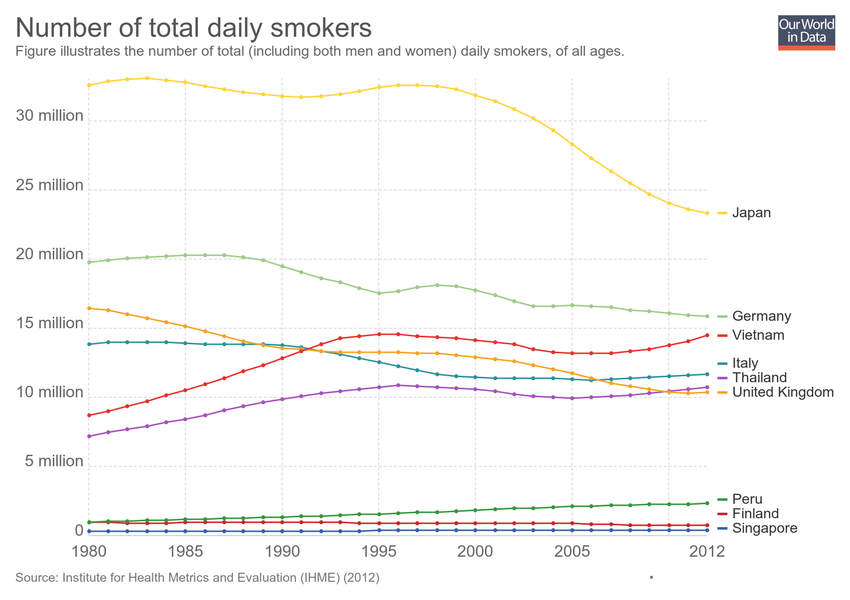 Number of total daily smokers
Our World
in Data
Figure illustrates the number of total (including both men and women) daily smokers, of all ages.
30 million
25 million
20 million
15 million
10 million
5 million
0
1980
1985
1990
1995
2000
2005
2012
Japan
Germany
Vietnam
Italy
Thailand
United Kingdom
Peru
Finland
Singapore
Source: Institute for Health Metrics and Evaluation (IHME) (2012)